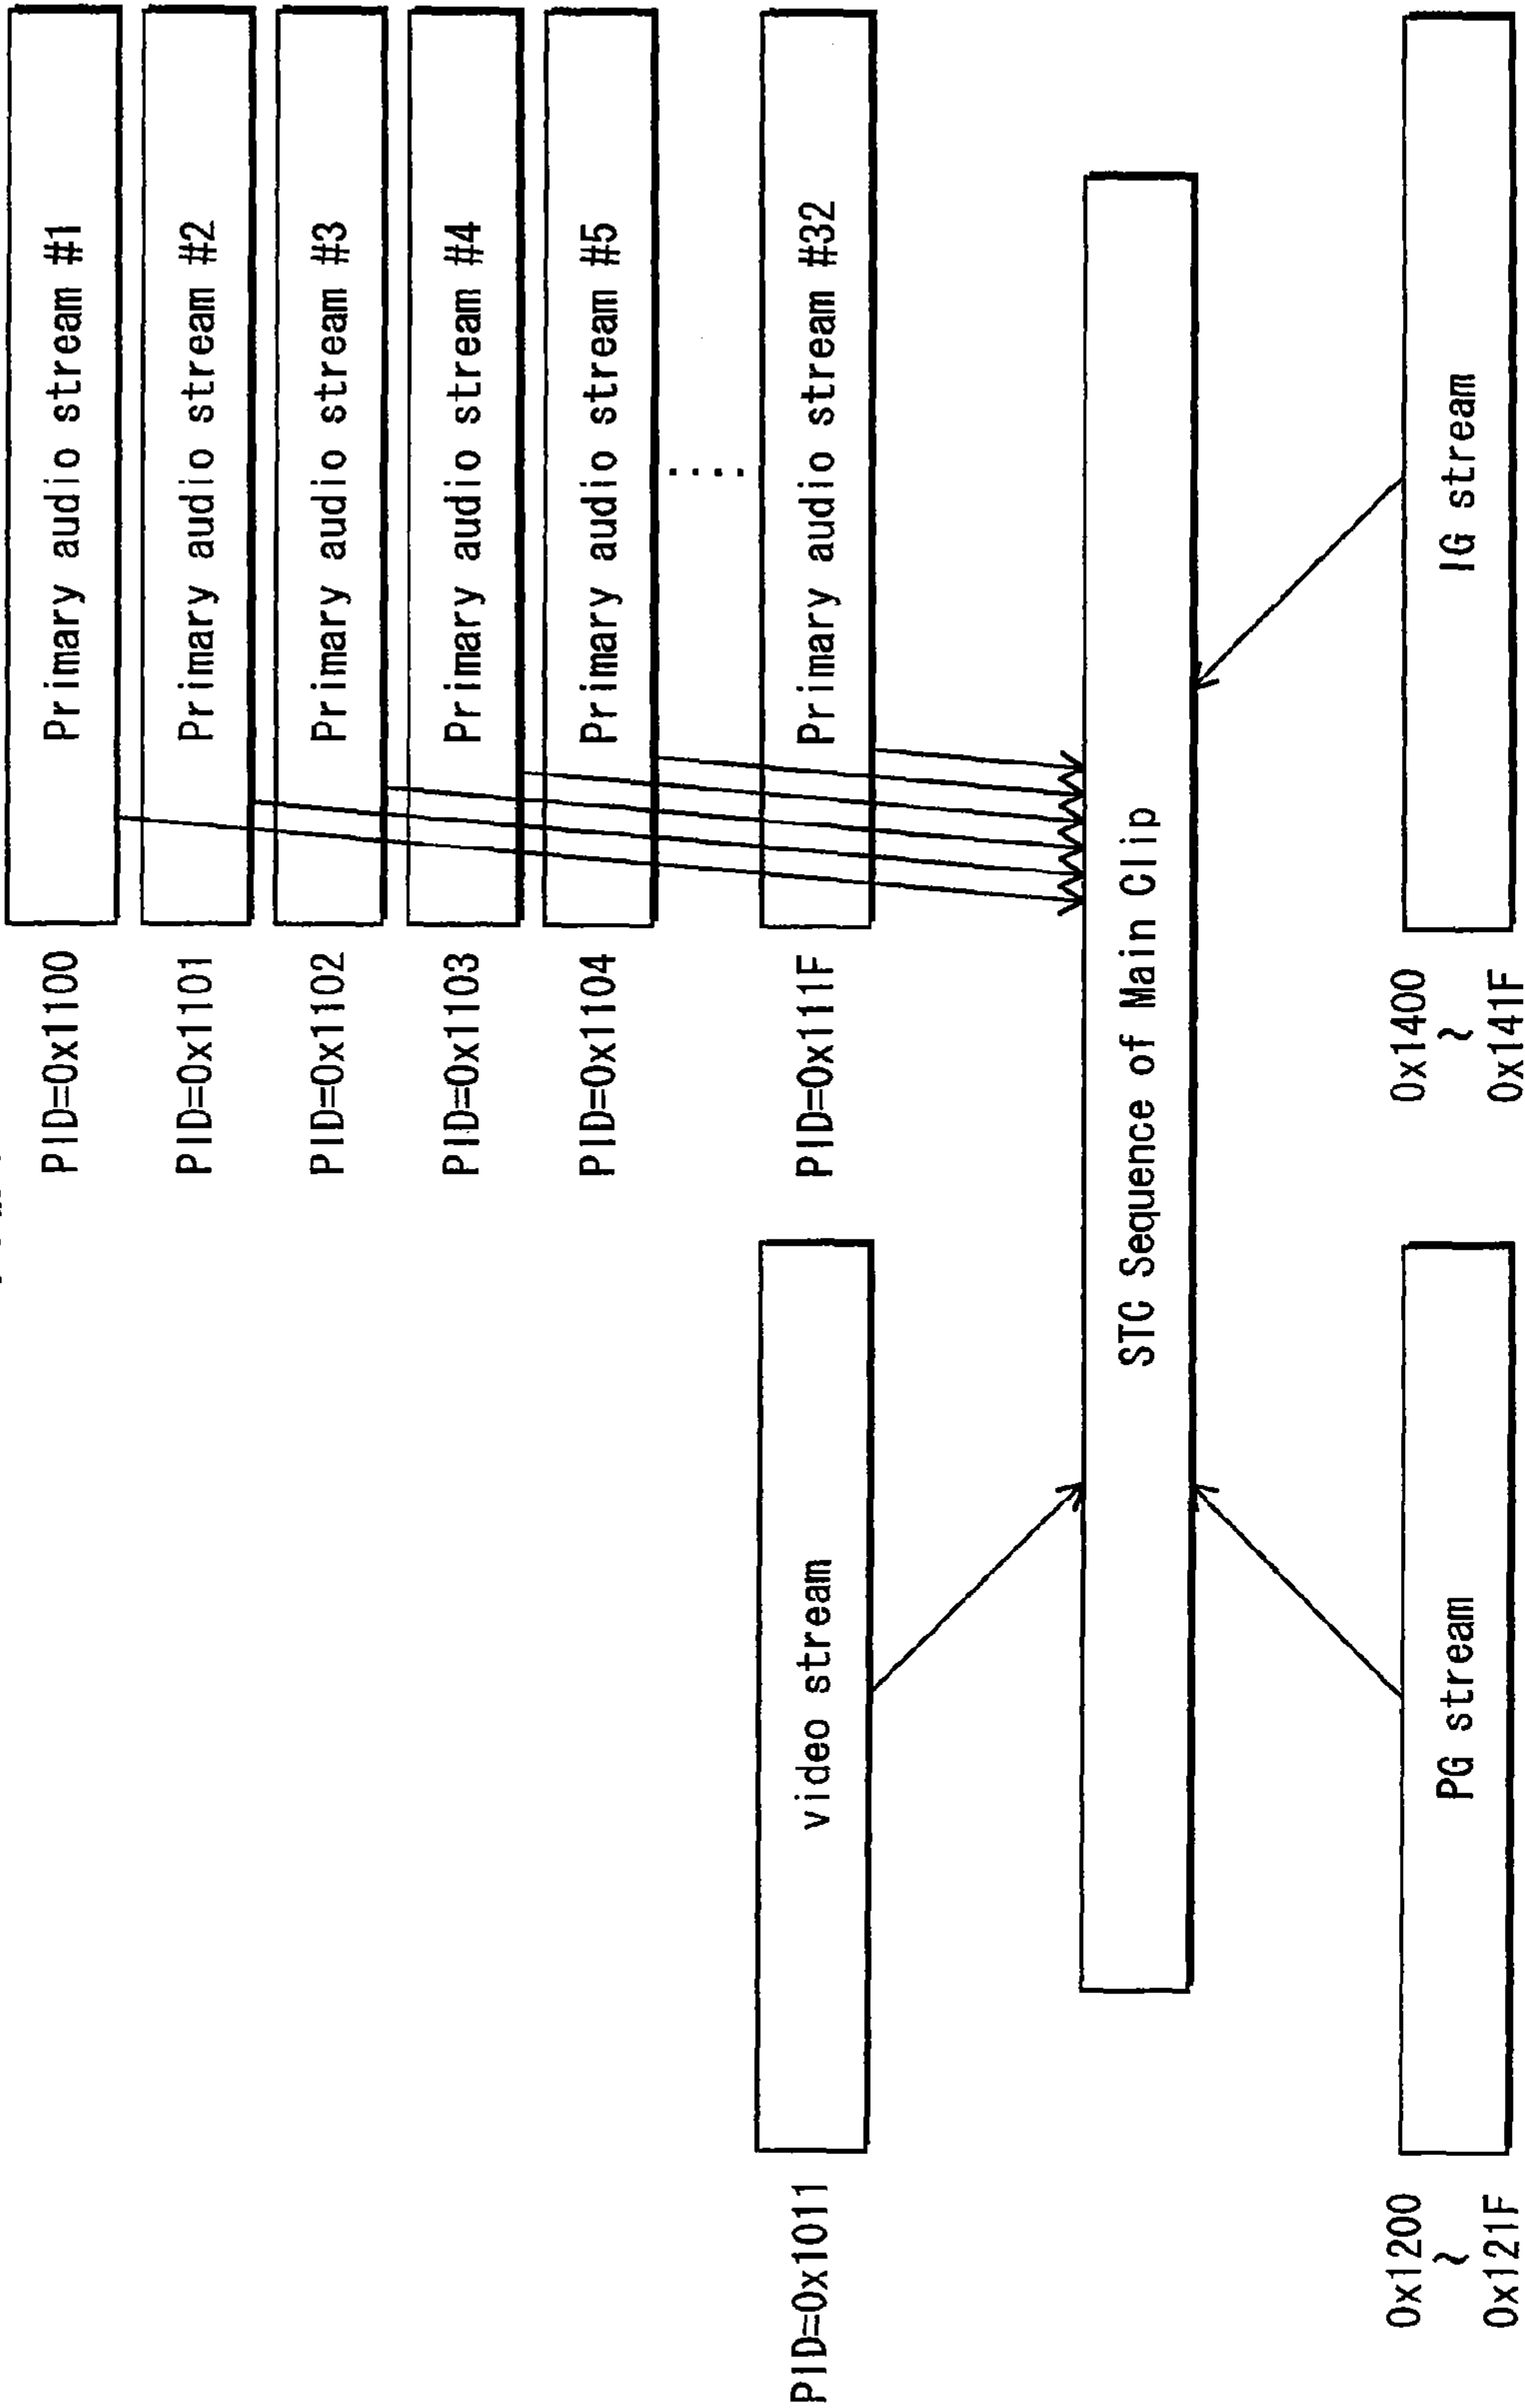 PID=0x1100
Primary audio stream #1
PID=0x1101
Primary audio stream #2
PID=0x1102
Primary audio stream #3
PID=0x1103
Primary audio stream #4
PID=0x1104
Primary audio stream #5
PID=0x1011
video stream
PID=0x111F
Primary audio stream #32
STC Sequence of Main Clip
0x1200
~
0x121F
PG stream
0x1400
~
0x141F
IG stream